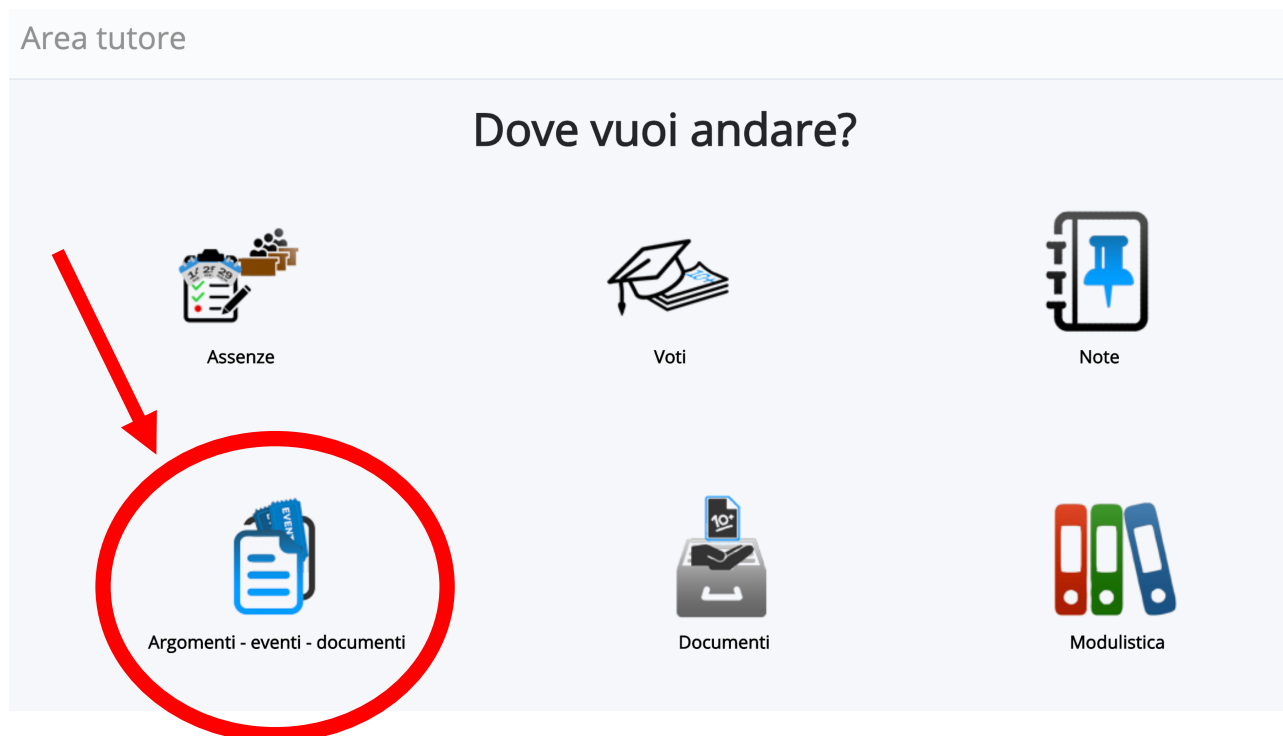 Area tutore
Dove vuoi andare?
Assenze
Voti
Note
Argomenti - eventi - documenti
Documenti
Modulistica